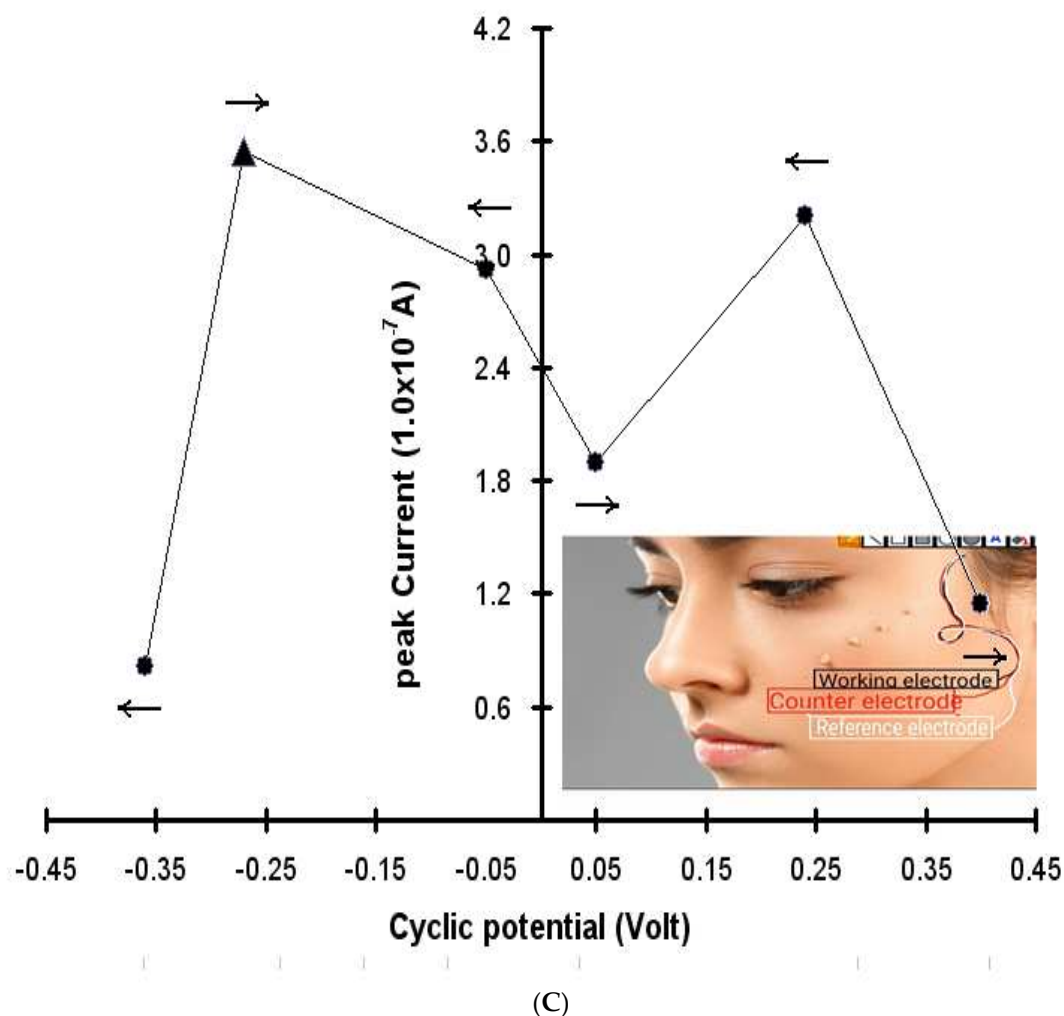 4.2
3.6
3.0
2.4
1.8
1.2
0.6
peak Current (1.0x10⁻⁷A)
A
Working electrode
Counter electrode
Reference electrode
-0.45 -0.35 -0.25 -0.15 -0.05 0.05 0.15 0.25 0.35 0.45
Cyclic potential (Volt)
(C)